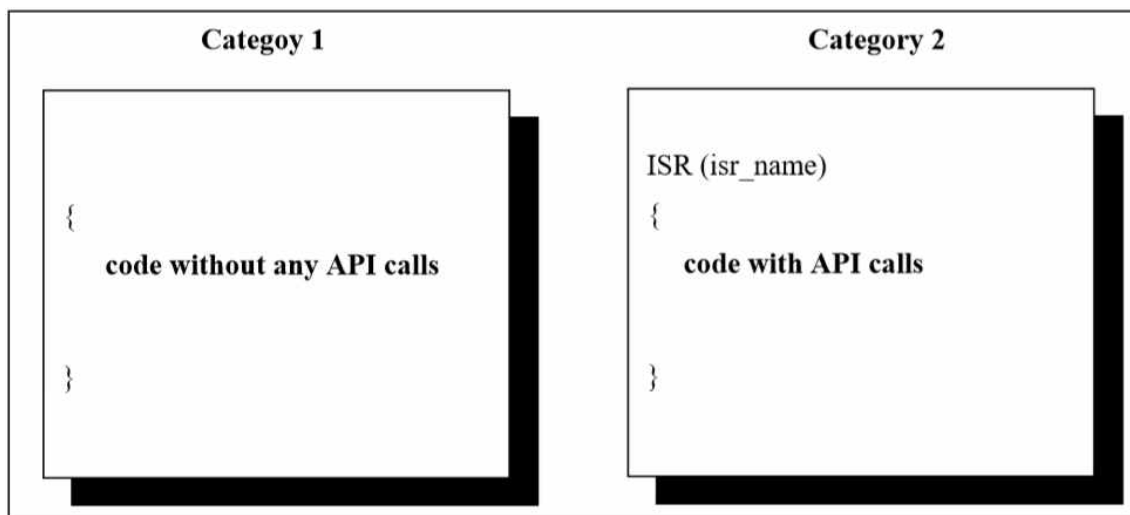 Categoy 1
{
code without any API calls
}
Category 2
ISR (isr_name)
{
code with API calls
}